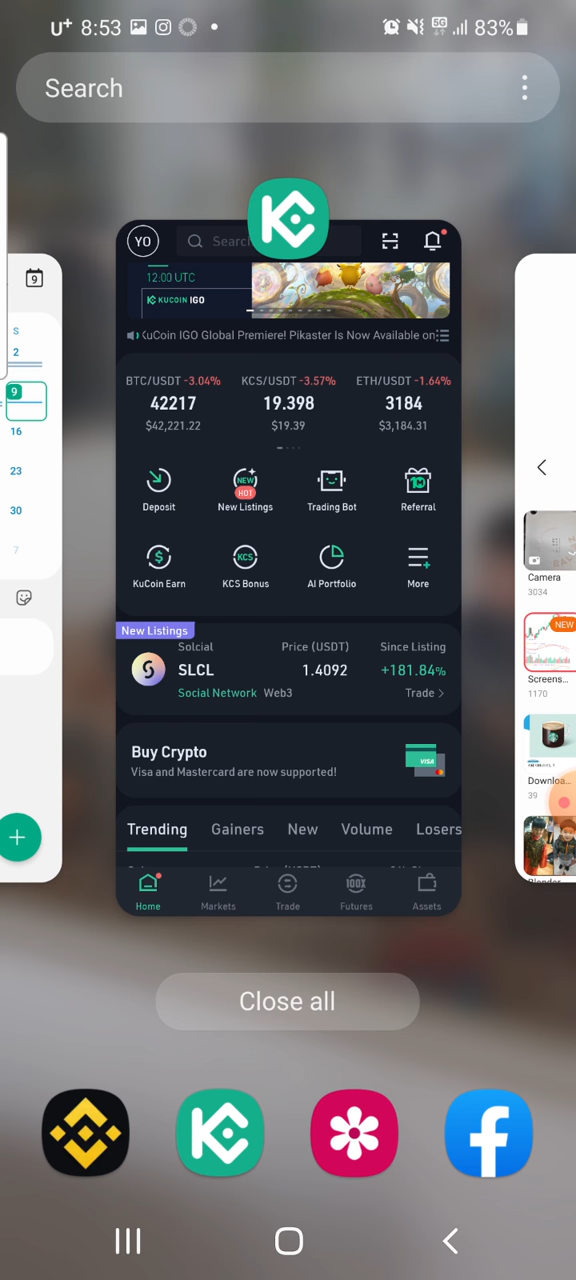 U+ 8:53
5G
83%
Search
YO
Search
12:00 UTC
KUCOIN IGO
KuCoin IGO Global Premiere! Pikaster Is Now Available on
BTC/USDT -3.04%
KCS/USDT -3.57%
ETH/USDT -1.64%
42217
19.398
3184
$42,221.22
$19.39
$3,184.31
NEW
HOT
Deposit
New Listings
Trading Bot
Referral
KCS
KuCoin Earn
KCS Bonus
AI Portfolio
More
New Listings
Solcial
Price (USDT)
Since Listing
SLCL
1.4092
+181.84%
Social Network Web3
Trade
Buy Crypto
Visa and Mastercard are now supported!
VISA
Trending
Gainers
New
Volume
Losers
100X
Home
Markets
Trade
Futures
Assets
9
S
2
9
16
23
30
7
Camera
3034
NEW
Screens...
1170
Downloa...
39
Close all